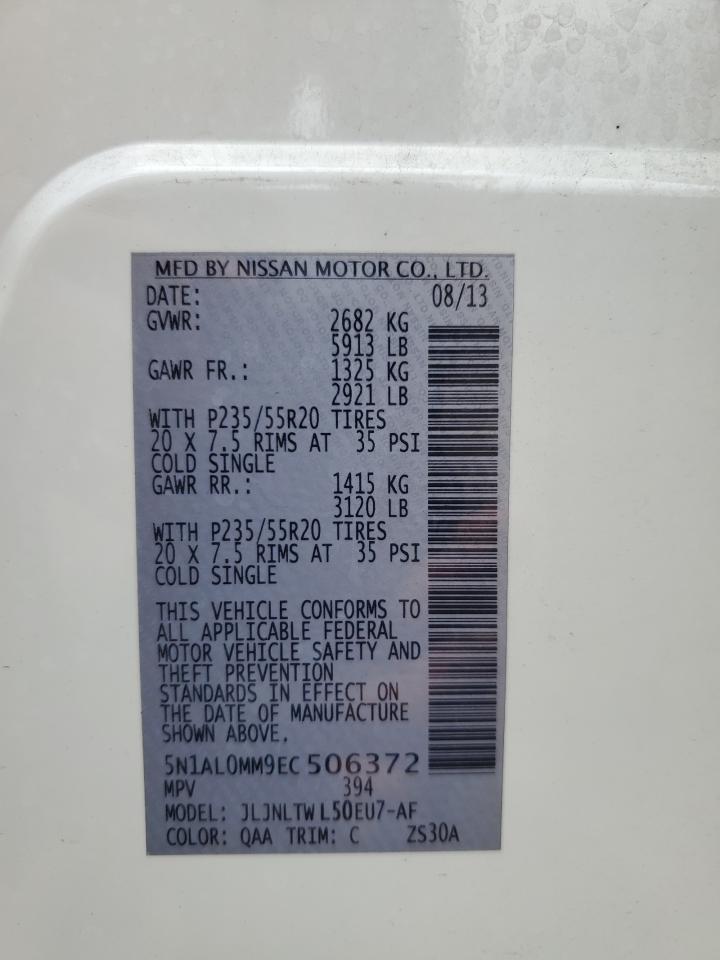 MFD BY NISSAN MOTOR CO., LTD.
DATE: 08/13
GVWR: 2682 KG
5913 LB
GAWR FR.: 1325 KG
2921 LB
WITH P235/55R20 TIRES
20 X 7.5 RIMS AT 35 PSI
COLD SINGLE
GAWR RR.: 1415 KG
3120 LB
WITH P235/55R20 TIRES
20 X 7.5 RIMS AT 35 PSI
COLD SINGLE
THIS VEHICLE CONFORMS TO
ALL APPLICABLE FEDERAL
MOTOR VEHICLE SAFETY AND
THEFT PREVENTION
STANDARDS IN EFFECT ON
THE DATE OF MANUFACTURE
SHOWN ABOVE.
5N1AL0MM9EC 506372
MPV 394
MODEL: JLJNLTW L50EU7-AF
COLOR: QAA TRIM: C ZS30A